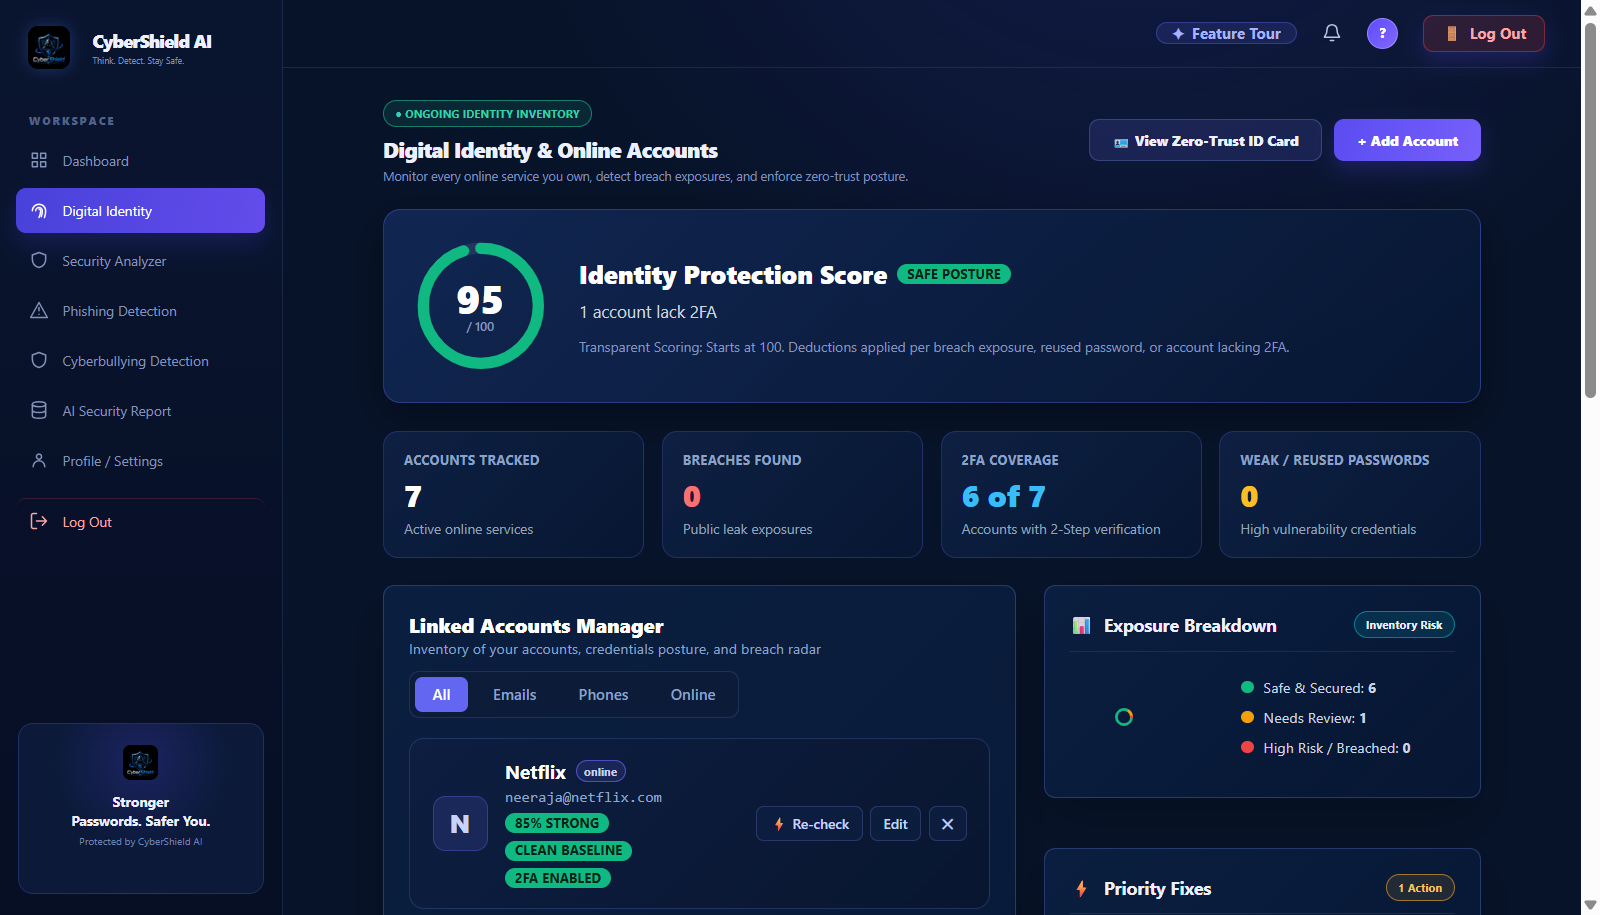 CyberShield AI
Think. Detect. Stay Safe.
WORKSPACE
Dashboard
Digital Identity
Security Analyzer
Phishing Detection
Cyberbullying Detection
AI Security Report
Profile / Settings
Log Out
Stronger
Passwords. Safer You.
Protected by CyberShield AI
Feature Tour
?
Log Out
ONGOING IDENTITY INVENTORY
Digital Identity & Online Accounts
Monitor every online service you own, detect breach exposures, and enforce zero-trust posture.
View Zero-Trust ID Card
+ Add Account
95
/ 100
Identity Protection Score
SAFE POSTURE
1 account lack 2FA
Transparent Scoring: Starts at 100. Deductions applied per breach exposure, reused password, or account lacking 2FA.
ACCOUNTS TRACKED
7
Active online services
BREACHES FOUND
0
Public leak exposures
2FA COVERAGE
6 of 7
Accounts with 2-Step verification
WEAK / REUSED PASSWORDS
0
High vulnerability credentials
Linked Accounts Manager
Inventory of your accounts, credentials posture, and breach radar
All Emails Phones Online
N
Netflix online
neeraja@netflix.com
85% STRONG
CLEAN BASELINE
2FA ENABLED
Re-check Edit ✕
Exposure Breakdown
Inventory Risk
Safe & Secured: 6
Needs Review: 1
High Risk / Breached: 0
Priority Fixes
1 Action